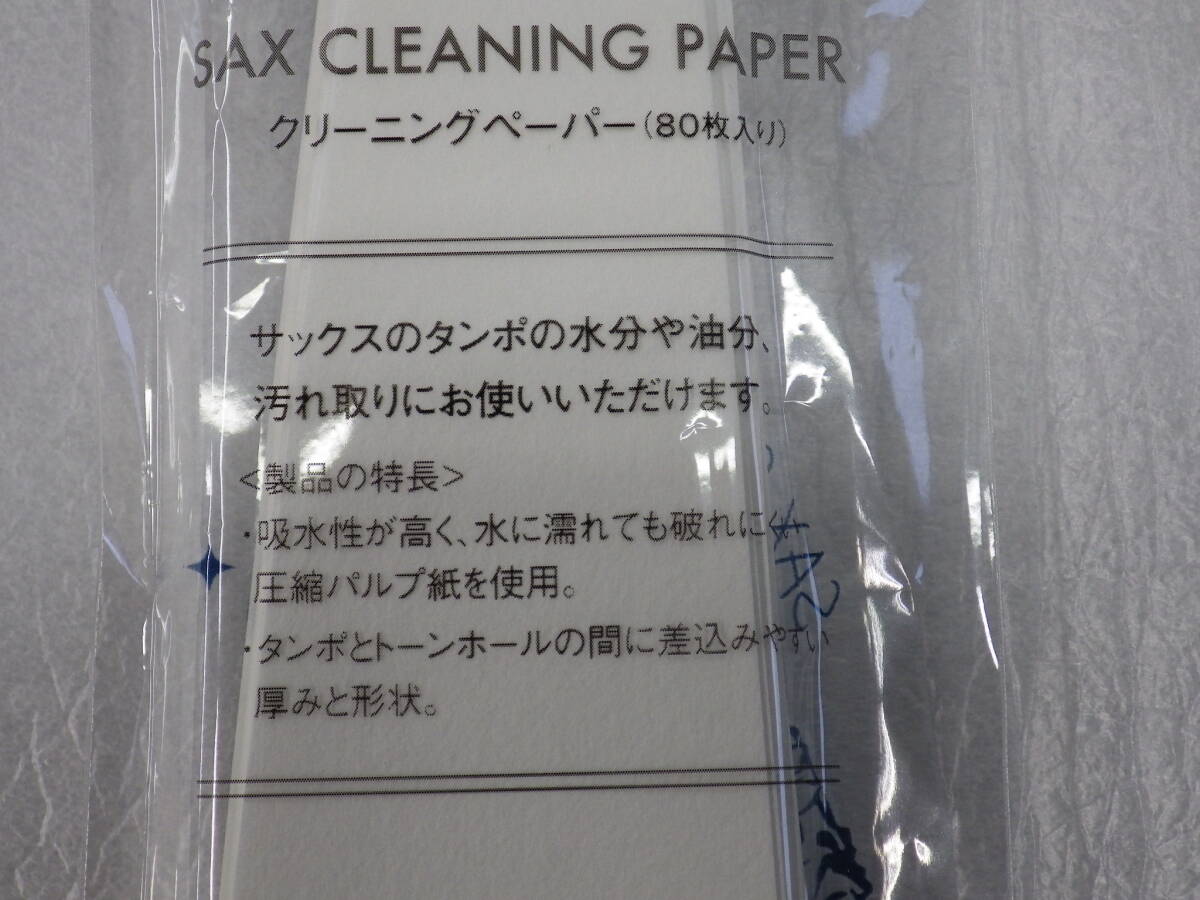 SAX CLEANING PAPER
クリーニングペーパー(80枚入り)
サックスのタンポの水分や油分、
汚れ取りにお使いいただけます。
<製品の特長>
・吸水性が高く、水に濡れても破れにくい
圧縮パルプ紙を使用。
・タンポとトーンホールの間に差込みやすい
厚みと形状。